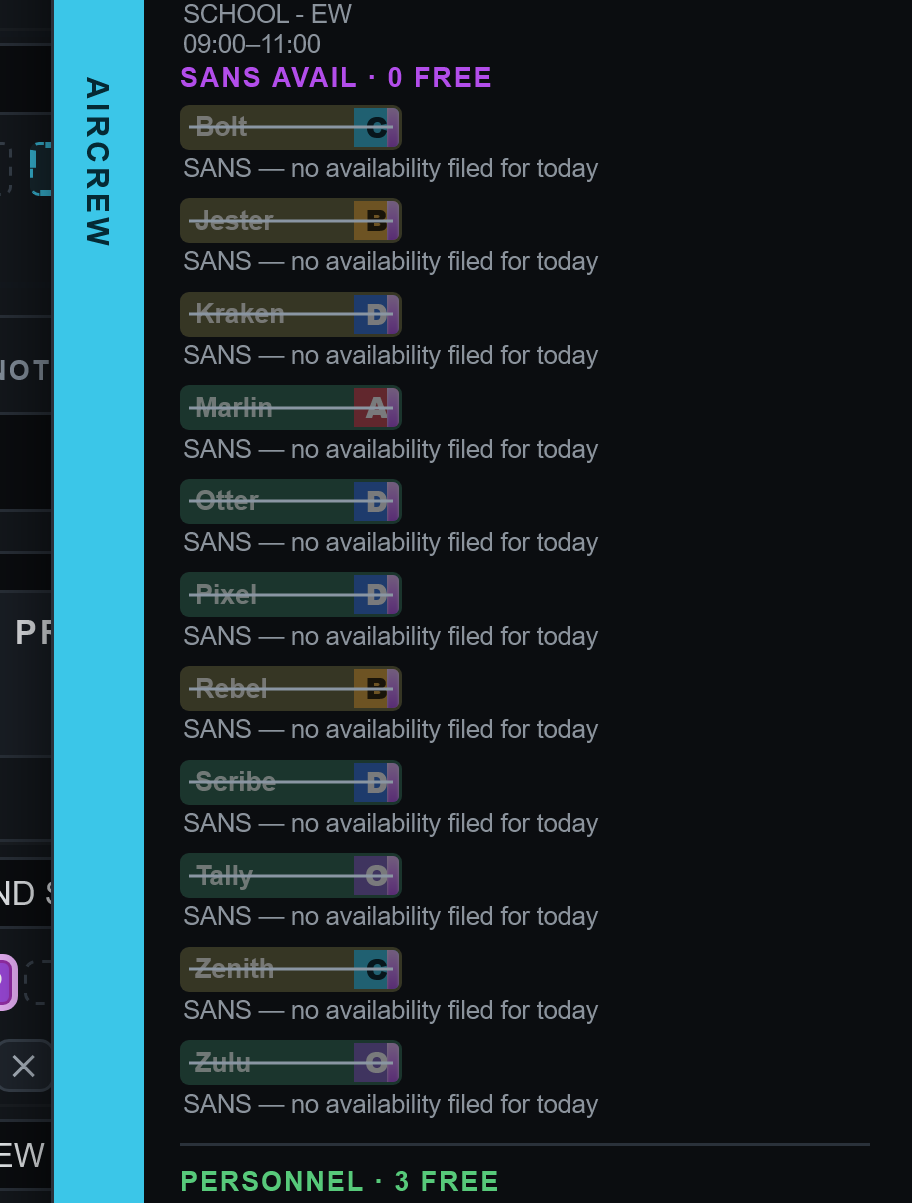 SCHOOL - EW
09:00–11:00
AIRCREW
SANS AVAIL · 0 FREE
Bolt C
SANS — no availability filed for today
Jester B
SANS — no availability filed for today
Kraken D
SANS — no availability filed for today
NOT
Marlin A
SANS — no availability filed for today
Otter D
SANS — no availability filed for today
Pixel D
SANS — no availability filed for today
PR
Rebel B
SANS — no availability filed for today
Scribe D
SANS — no availability filed for today
Tally O
ND S
SANS — no availability filed for today
Zenith C
SANS — no availability filed for today
Zulu O
SANS — no availability filed for today
EW
PERSONNEL · 3 FREE